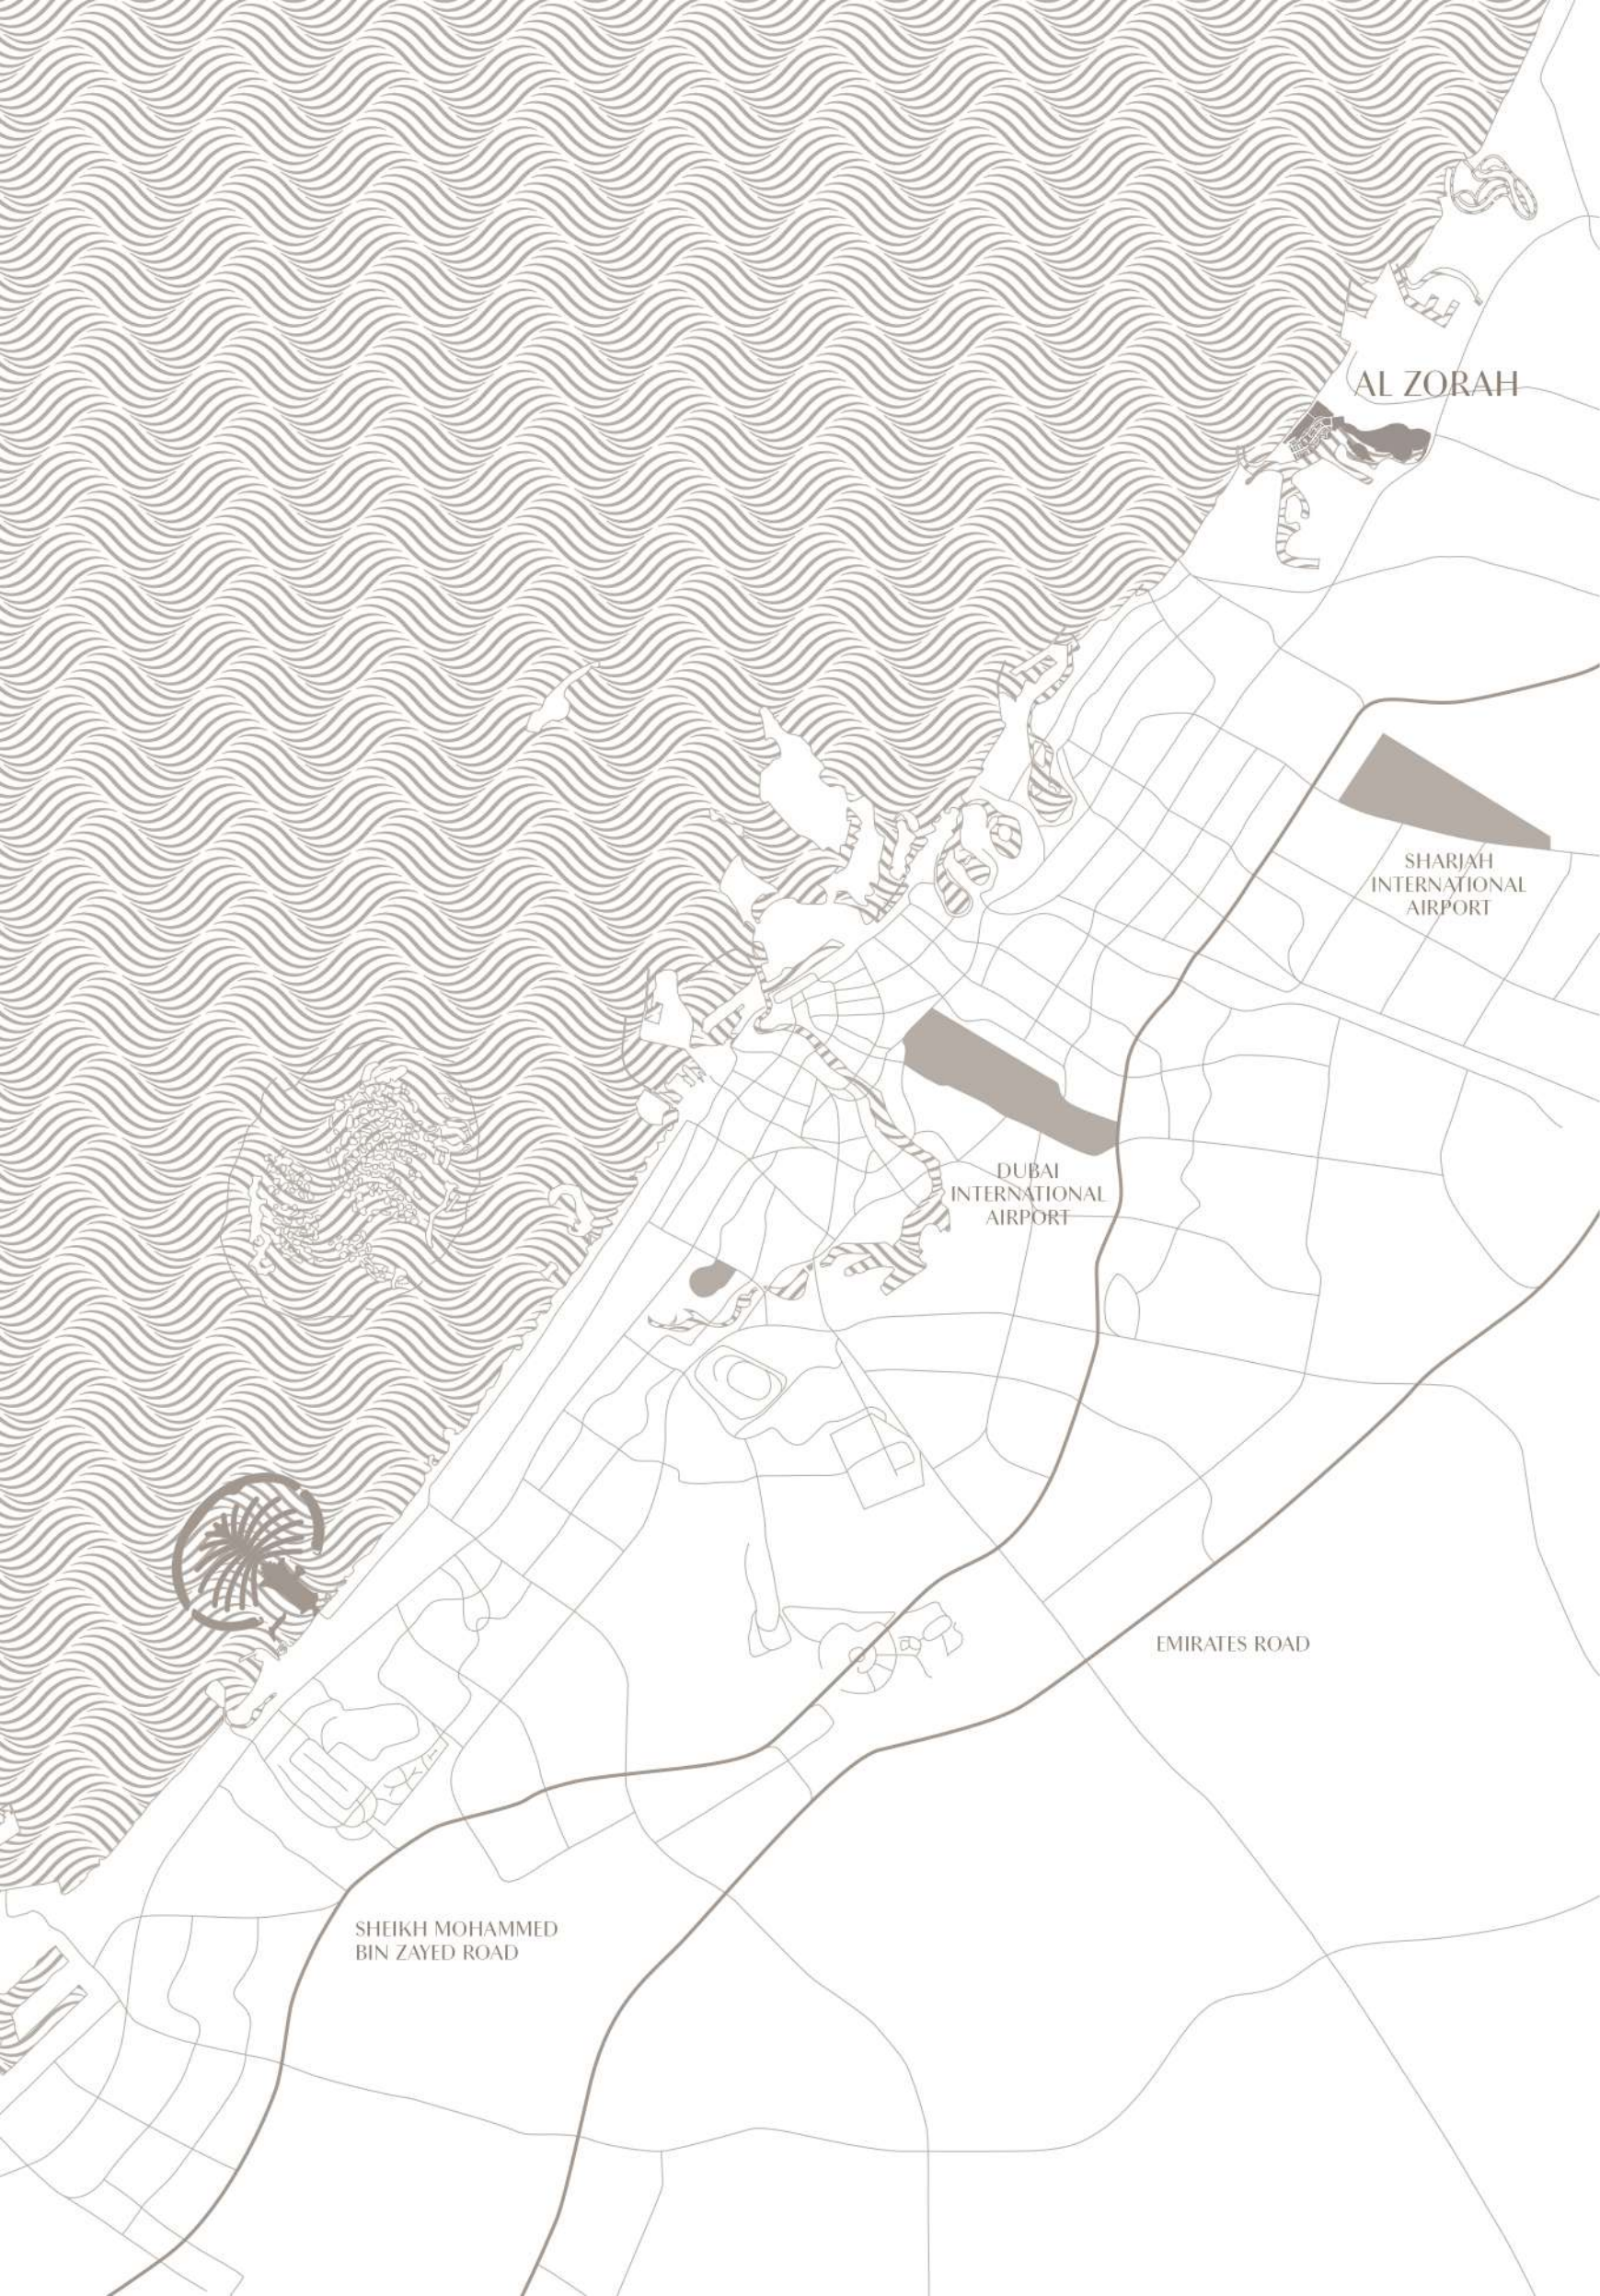 AL ZORAH
SHARJAH
INTERNATIONAL
AIRPORT
DUBAI
INTERNATIONAL
AIRPORT
EMIRATES ROAD
SHEIKH MOHAMMED
BIN ZAYED ROAD